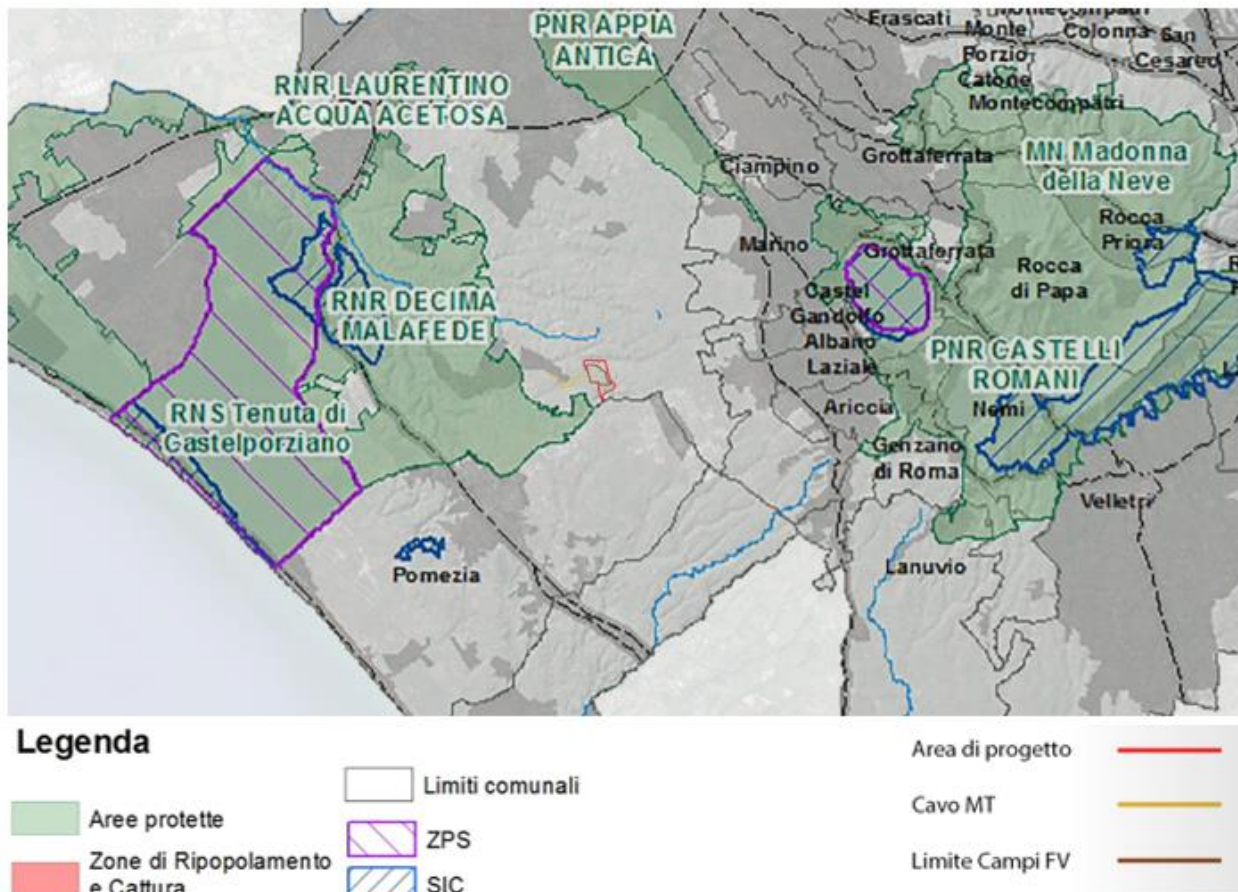 PNR APPIA
ANTICA
Frascati
Montecompatri
Monte
Porzio
Catone
Colonna
San
Cesareo
Montecompatri
RNR LAURENTINO
ACQUA ACETOSA
Ciampino
Grottaferrata
MN Madonna
della Neve
Rocca
Priora
Marino
Grottaferrata
Rocca
di Papa
RNR DECIMA
MALAFEDE
Castel
Gandolfo
Albano
Laziale
PNR CASTELLI
ROMANI
RNS Tenuta di
Castelporziano
Ariccia
Nemi
Genzano
di Roma
Velletri
Pomezia
Lanuvio
Legenda
Aree protette
Zone di Ripopolamento
e Cattura
Limiti comunali
ZPS
SIC
Area di progetto
Cavo MT
Limite Campi FV